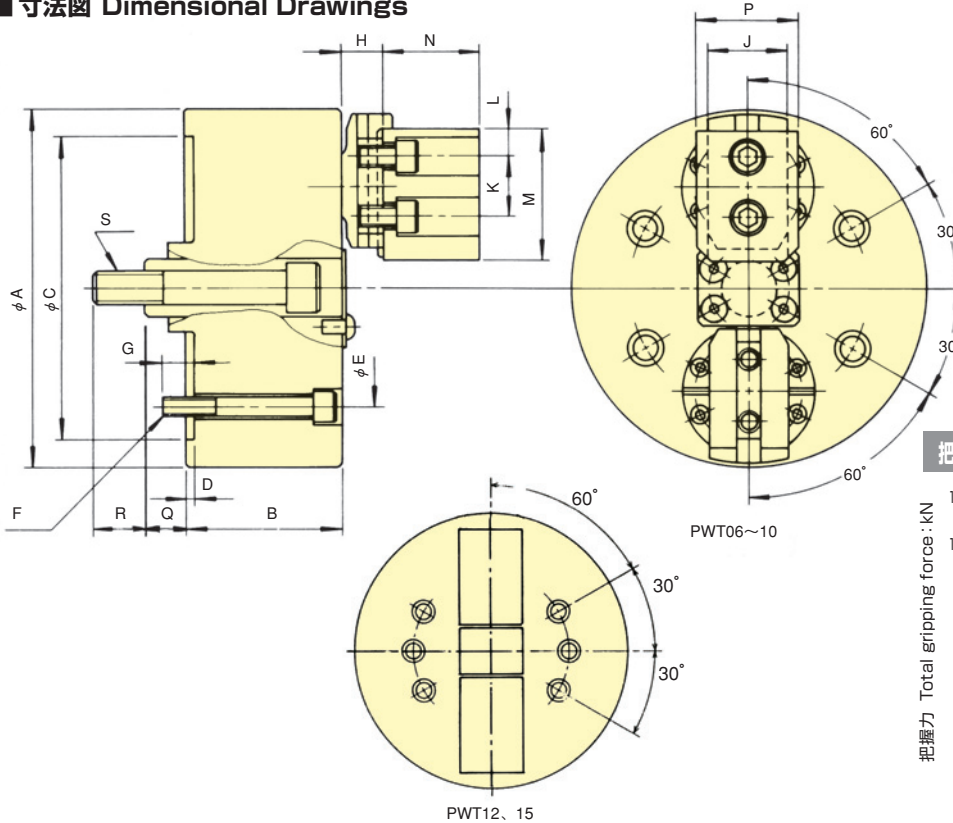 ■寸法図 Dimensional Drawings
H
N
P
J
L
K
M
60°
30
30
60°
S
φA
φC
G
φE
D
F
R
Q
B
PWT06〜10
60°
30°
30°
PWT12、15
把握力 Total gripping force : kN